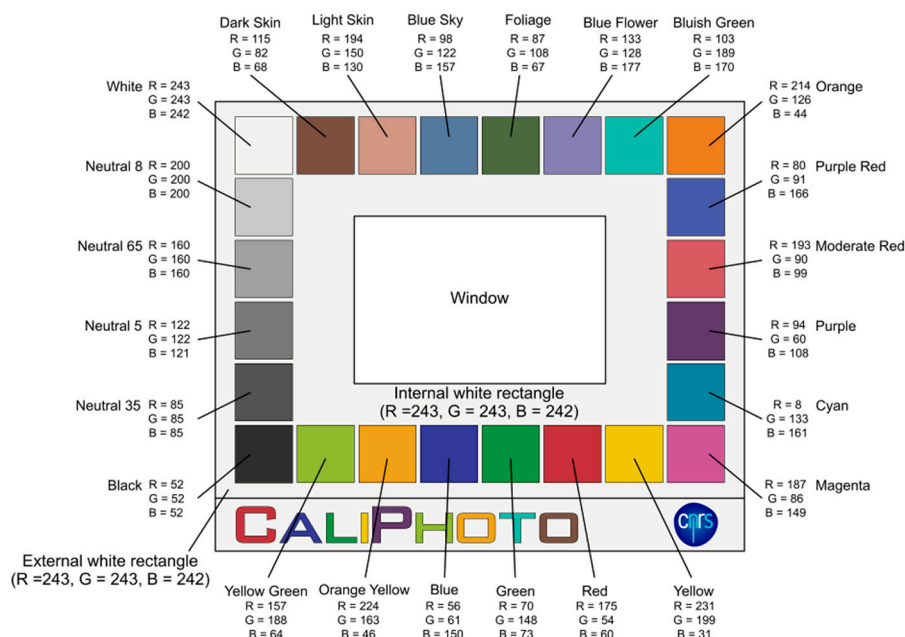 Dark Skin
R = 115
G = 82
B = 68
Light Skin
R = 194
G = 150
B = 130
Blue Sky
R = 98
G = 122
B = 157
Foliage
R = 87
G = 108
B = 67
Blue Flower
R = 133
G = 128
B = 177
Bluish Green
R = 103
G = 189
B = 170
White R = 243
G = 243
B = 242
R = 214 Orange
G = 126
B = 44
Neutral 8 R = 200
G = 200
B = 200
R = 80 Purple Red
G = 91
B = 166
Neutral 65 R = 160
G = 160
B = 160
R = 193 Moderate Red
G = 90
B = 99
Window
Neutral 5 R = 122
G = 122
B = 121
R = 94 Purple
G = 60
B = 108
Internal white rectangle
(R =243, G = 243, B = 242)
Neutral 35 R = 85
G = 85
B = 85
R = 8 Cyan
G = 133
B = 161
Black R = 52
G = 52
B = 52
R = 187 Magenta
G = 86
B = 149
CALIPHOTO
cnrs
External white rectangle
(R =243, G = 243, B = 242)
Yellow Green
R = 157
G = 188
B = 64
Orange Yellow
R = 224
G = 163
B = 46
Blue
R = 56
G = 61
B = 150
Green
R = 70
G = 148
B = 73
Red
R = 175
G = 54
B = 60
Yellow
R = 231
G = 199
B = 31